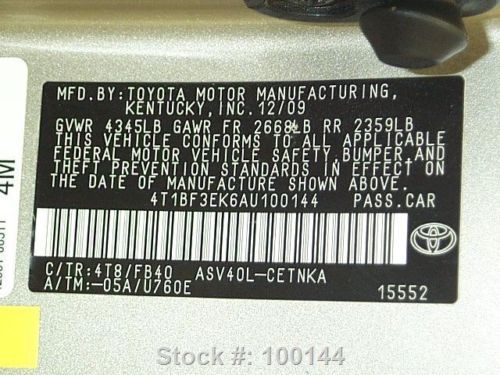 MFD.BY:TOYOTA MOTOR MANUFACTURING,
KENTUCKY,INC.12/09
GVWR 4345LB GAWR FR 2668LB RR 2359LB
THIS VEHICLE CONFORMS TO ALL APPLICABLE
FEDERAL MOTOR VEHICLE SAFETY,BUMPER,AND
THEFT PREVENTION STANDARDS IN EFFECT ON
THE DATE OF MANUFACTURE SHOWN ABOVE.
4T1BF3EK6AU100144 PASS.CAR
C/TR:4T8/FB40 ASV40L-CETNKA
A/TM:-05A/U760E
15552
TOYOTA
4M
Stock #: 100144